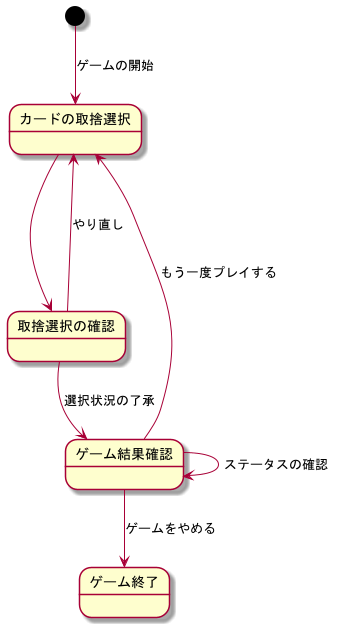 ゲームの開始
カードの取捨選択
やり直し
もう一度プレイする
取捨選択の確認
選択状況の了承
ゲーム結果確認
ステータスの確認
ゲームをやめる
ゲーム終了